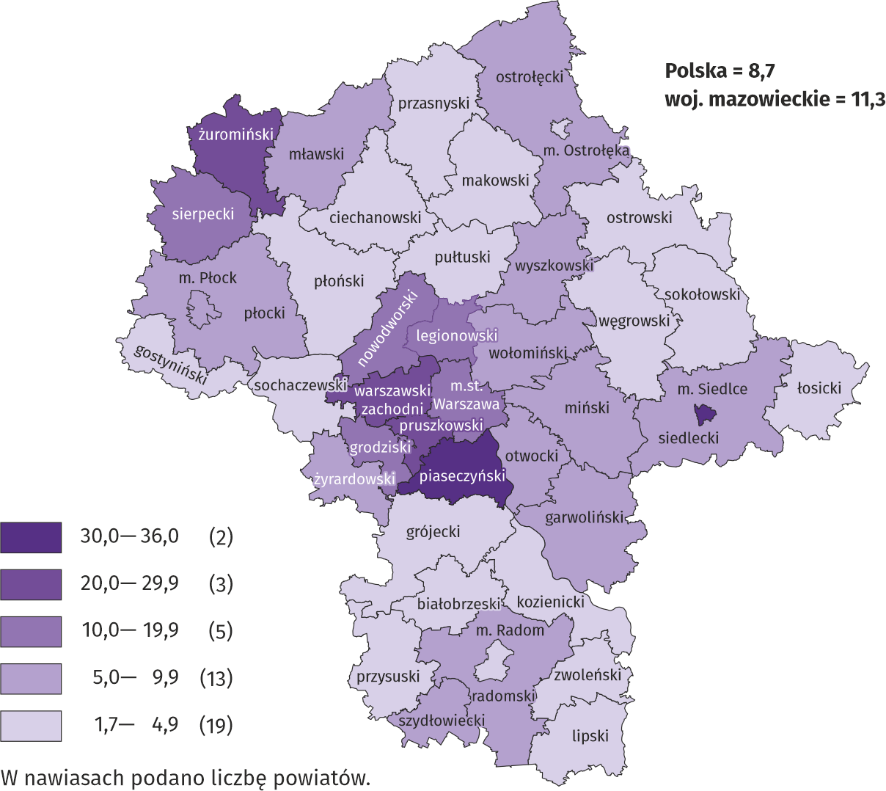 Polska = 8,7
woj. mazowieckie = 11,3
ostrołęcki
przasnyski
żuromiński
mławski
m. Ostrołęka
makowski
sierpecki
ciechanowski
ostrowski
pułtuski
wyszkowski
m. Płock
płoński
sokołowski
płocki
nowodworski
węgrowski
legionowski
wołomiński
gostyniński
sochaczewski
warszawski
zachodni
m.st.
Warszawa
m. Siedlce
łosicki
miński
pruszkowski
siedlecki
grodziski
otwocki
żyrardowski
piaseczyński
garwoliński
grójecki
białobrzeski
kozienicki
m. Radom
przysuski
zwoleński
radomski
szydłowiecki
lipski
30,0— 36,0 (2)
20,0— 29,9 (3)
10,0— 19,9 (5)
5,0— 9,9 (13)
1,7— 4,9 (19)
W nawiasach podano liczbę powiatów.